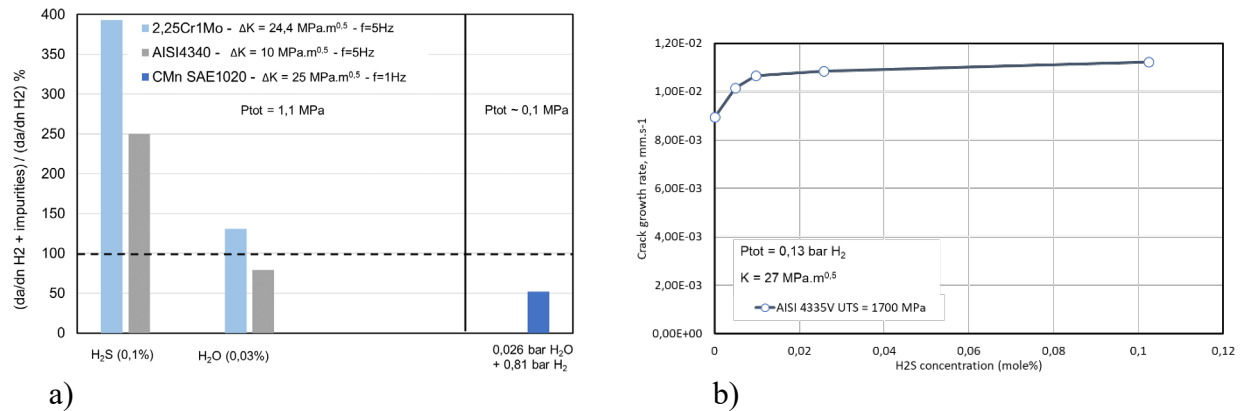 a)
(da/dn H2 + impurities) / (da/dn H2) %
400
350
300
250
200
150
100
50
0
2,25Cr1Mo - ΔK = 24,4 MPa.m0,5 - f=5Hz
AISI4340 - ΔK = 10 MPa.m0,5 - f=5Hz
CMn SAE1020 - ΔK = 25 MPa.m0,5 - f=1Hz
Ptot = 1,1 MPa
Ptot ~ 0,1 MPa
H2S (0,1%)
H2O (0,03%)
0,026 bar H2O
+ 0,81 bar H2
b)
Crack growth rate, mm.s-1
1,20E-02
1,00E-02
8,00E-03
6,00E-03
4,00E-03
2,00E-03
0,00E+00
Ptot = 0,13 bar H2
K = 27 MPa.m0,5
AISI 4335V UTS = 1700 MPa
0
0,02
0,04
0,06
0,08
0,1
0,12
H2S concentration (mole%)